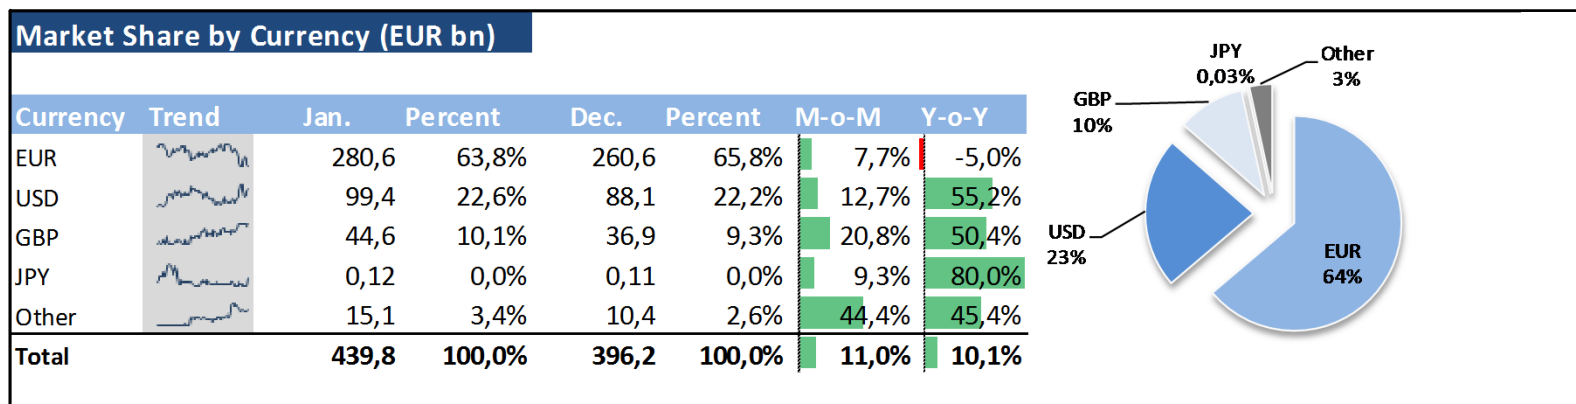 Market Share by Currency (EUR bn)
Currency Trend Jan. Percent Dec. Percent M-o-M Y-o-Y
EUR 280,6 63,8% 260,6 65,8% 7,7% -5,0%
USD 99,4 22,6% 88,1 22,2% 12,7% 55,2%
GBP 44,6 10,1% 36,9 9,3% 20,8% 50,4%
JPY 0,12 0,0% 0,11 0,0% 9,3% 80,0%
Other 15,1 3,4% 10,4 2,6% 44,4% 45,4%
Total 439,8 100,0% 396,2 100,0% 11,0% 10,1%
JPY
0,03%
Other
3%
GBP
10%
USD
23%
EUR
64%